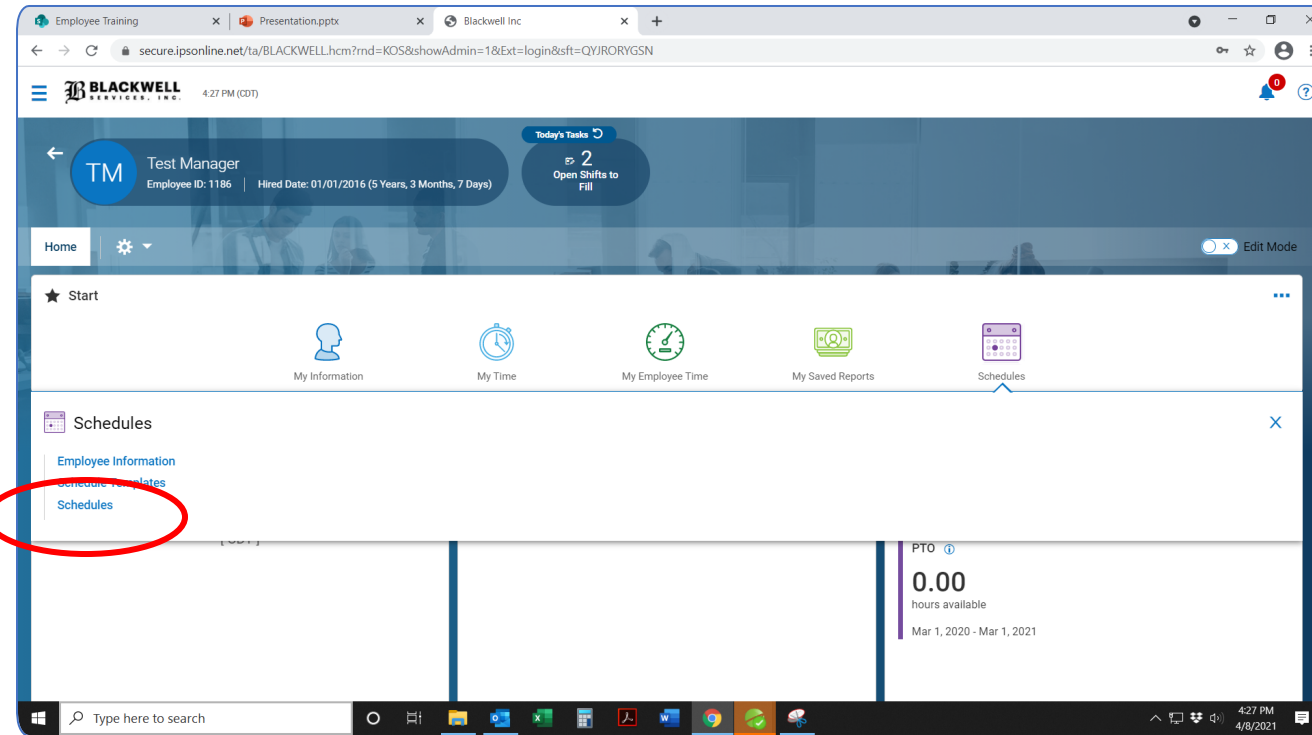 Employee Training
Presentation.pptx
Blackwell Inc
secure.ipsonline.net/ta/BLACKWELL.hcm?rnd=KOS&showAdmin=1&Ext=login&sft=QYJRORYGSN
BLACKWELL
SERVICES, INC.
4:27 PM (CDT)
0
?
Today's Tasks
2
Open Shifts to
Fill
TM
Test Manager
Employee ID: 1186 | Hired Date: 01/01/2016 (5 Years, 3 Months, 7 Days)
Home
Edit Mode
Start
My Information
My Time
My Employee Time
My Saved Reports
Schedules
Schedules
Employee Information
Schedule Templates
Schedules
[ CDT ]
PTO
0.00
hours available
Mar 1, 2020 - Mar 1, 2021
Type here to search
4:27 PM
4/8/2021